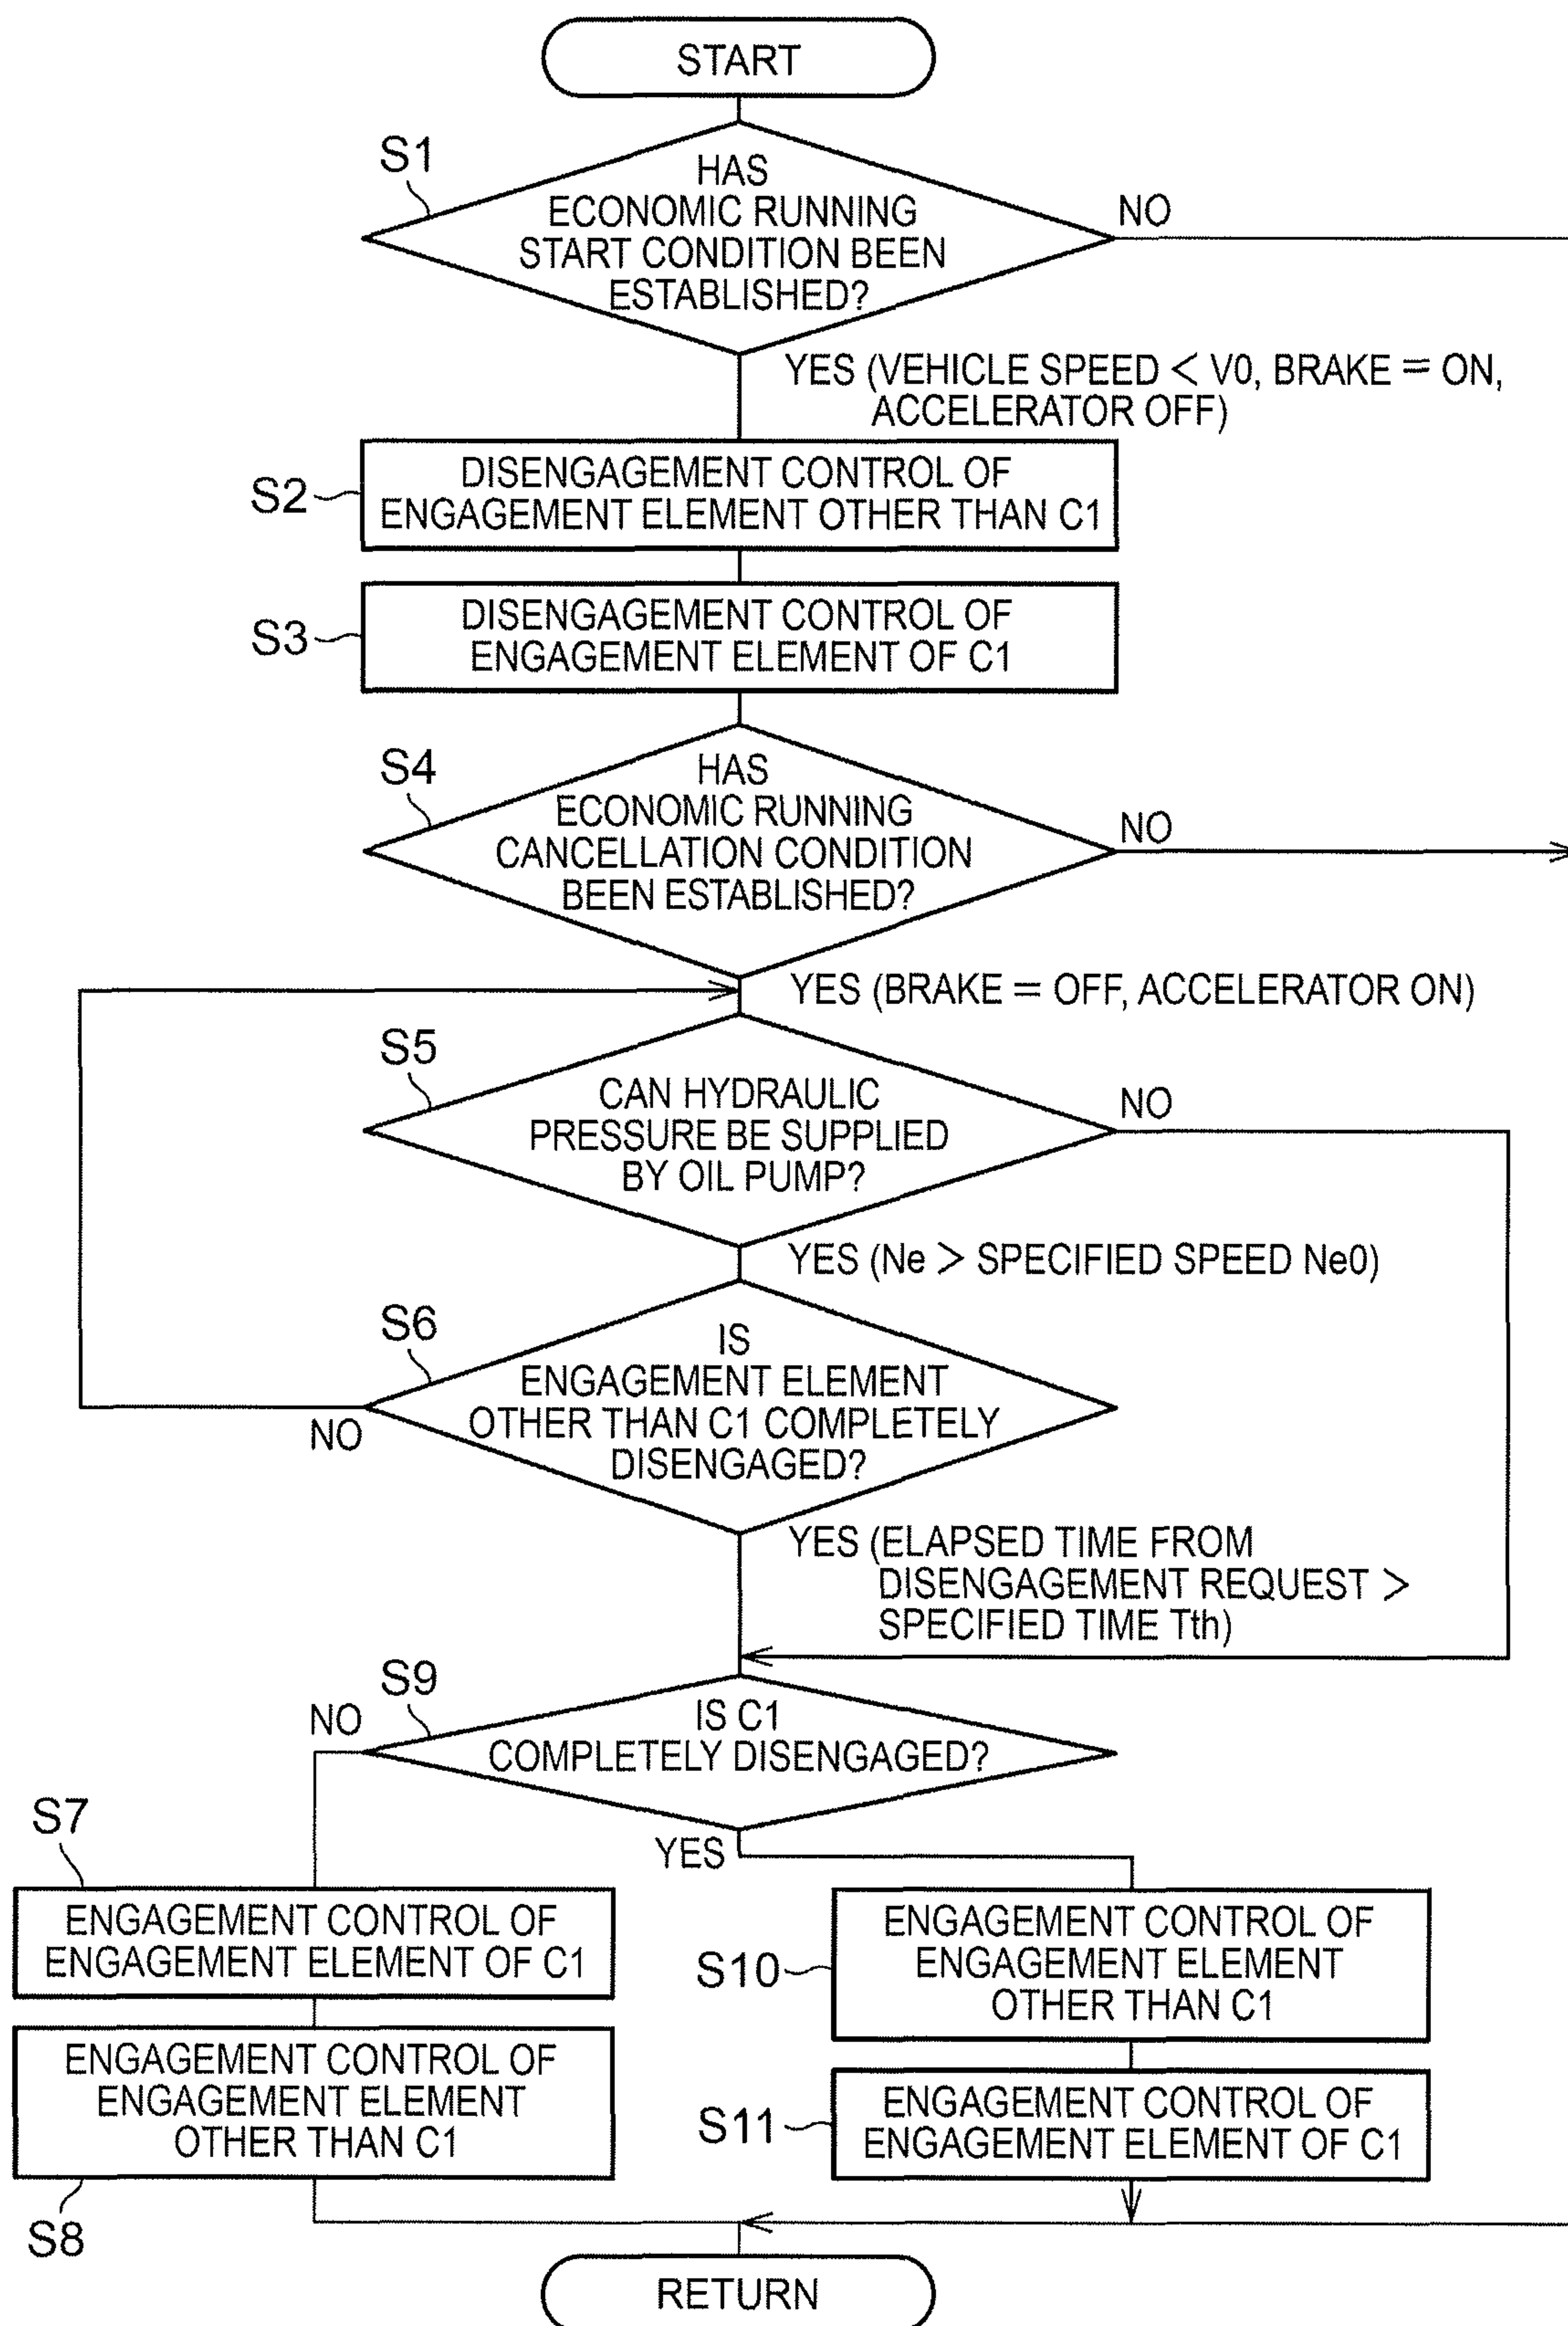 START
S1
HAS
ECONOMIC RUNNING
START CONDITION BEEN
ESTABLISHED?
NO
YES (VEHICLE SPEED < V0, BRAKE = ON,
ACCELERATOR OFF)
S2
DISENGAGEMENT CONTROL OF
ENGAGEMENT ELEMENT OTHER THAN C1
S3
DISENGAGEMENT CONTROL OF
ENGAGEMENT ELEMENT OF C1
S4
HAS
ECONOMIC RUNNING
CANCELLATION CONDITION
BEEN ESTABLISHED?
NO
YES (BRAKE = OFF, ACCELERATOR ON)
S5
CAN HYDRAULIC
PRESSURE BE SUPPLIED
BY OIL PUMP?
NO
YES (Ne > SPECIFIED SPEED Ne0)
S6
IS
ENGAGEMENT ELEMENT
OTHER THAN C1 COMPLETELY
DISENGAGED?
NO
YES (ELAPSED TIME FROM
DISENGAGEMENT REQUEST >
SPECIFIED TIME Tth)
S9
IS C1
COMPLETELY DISENGAGED?
NO
YES
S7
ENGAGEMENT CONTROL OF
ENGAGEMENT ELEMENT OF C1
ENGAGEMENT CONTROL OF
ENGAGEMENT ELEMENT
OTHER THAN C1
S8
S10
ENGAGEMENT CONTROL OF
ENGAGEMENT ELEMENT
OTHER THAN C1
S11
ENGAGEMENT CONTROL OF
ENGAGEMENT ELEMENT OF C1
RETURN